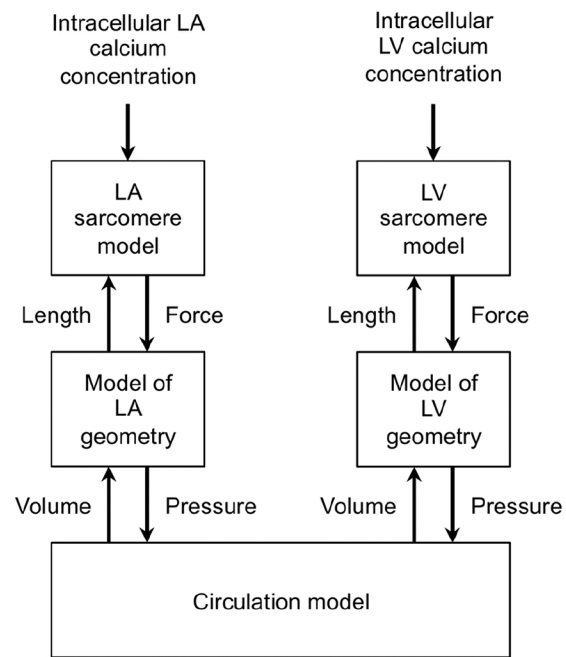 Intracellular LA
calcium
concentration
Intracellular
LV calcium
concentration
LA
sarcomere
model
LV
sarcomere
model
Length
Force
Length
Force
Model of
LA
geometry
Model of
LV
geometry
Volume
Pressure
Volume
Pressure
Circulation model